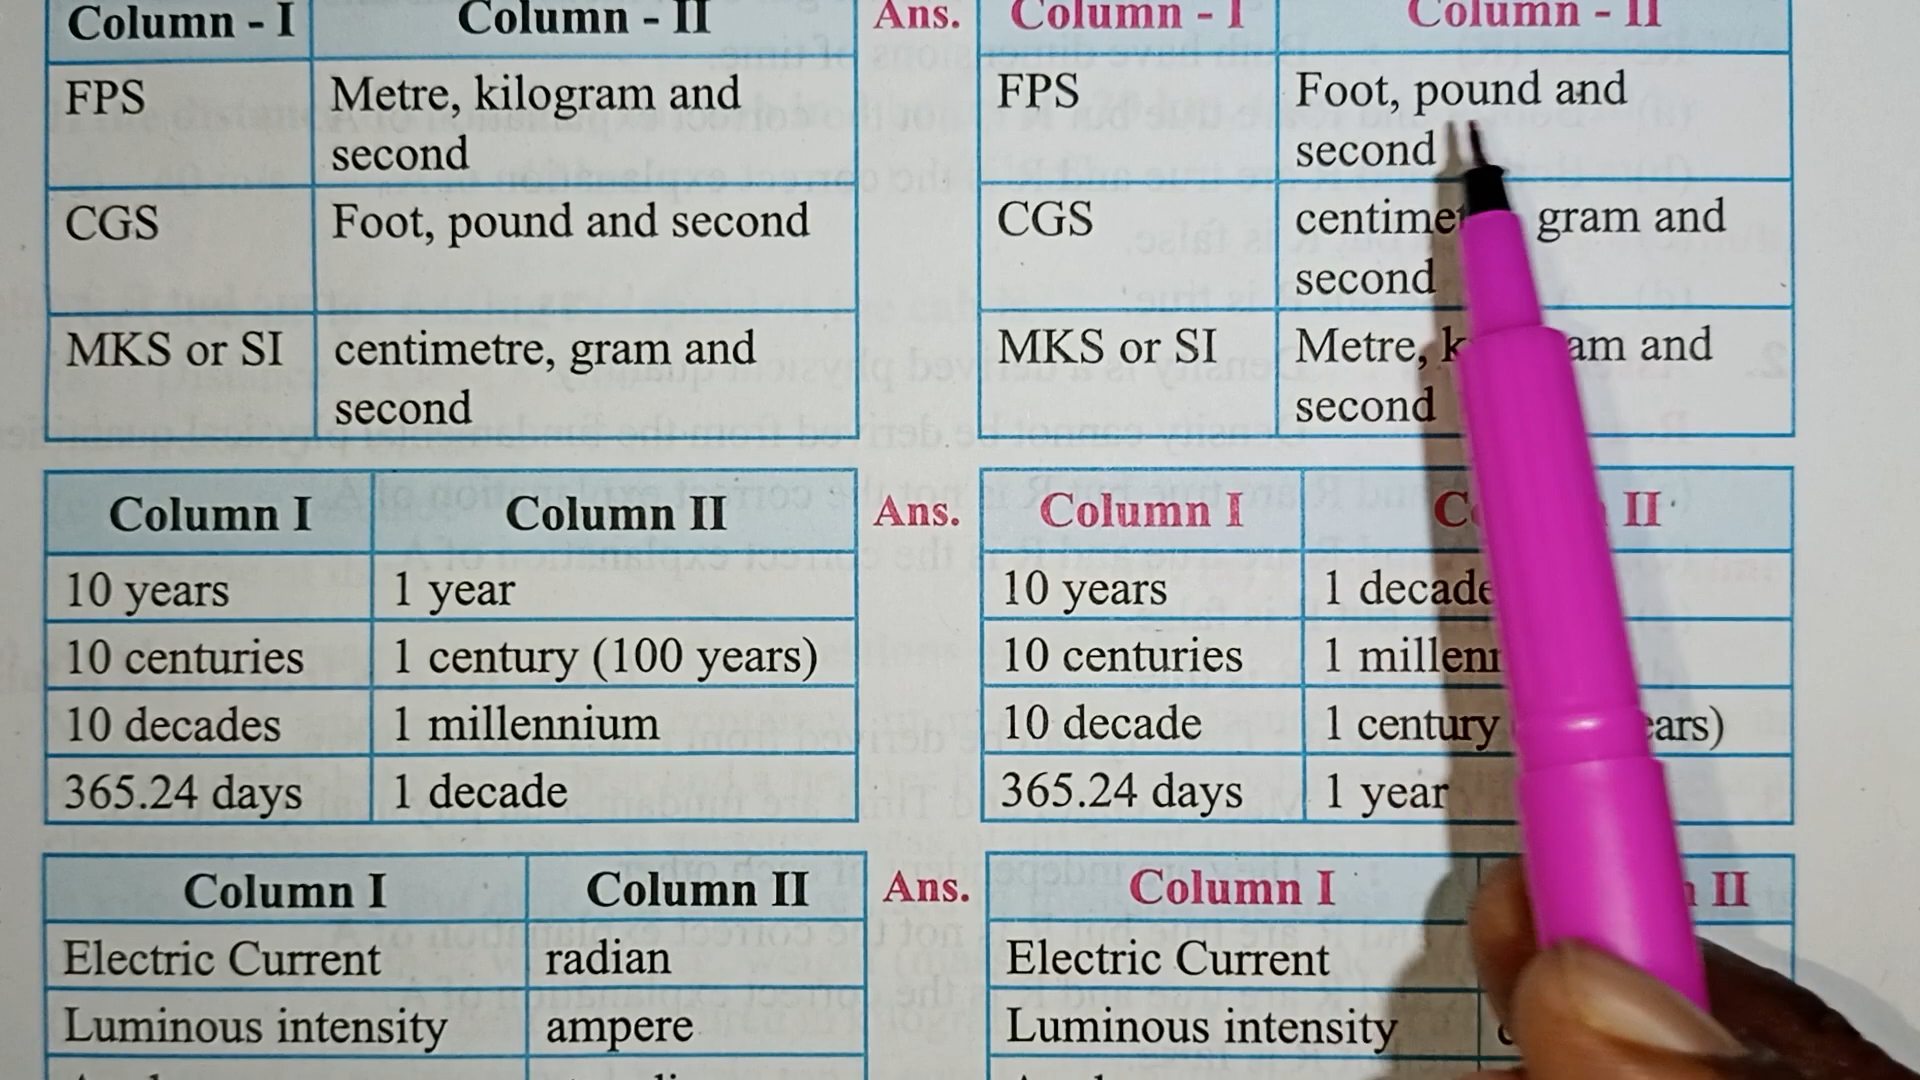 Column - I Column - II Ans. Column - I Column - II
FPS Metre, kilogram and FPS Foot, pound and
second second
CGS Foot, pound and second CGS gram and
second
MKS or SI centimetre, gram and MKS or SI Metre, and
second second
Column I Column II Ans. Column I II
10 years 1 year 10 years 1 decade
10 centuries 1 century (100 years) 10 centuries 1
10 decades 1 millennium 10 decade 1 century
365.24 days 1 decade 365.24 days 1 year
Column I Column II Ans. Column I II
Electric Current radian Electric Current
Luminous intensity ampere Luminous intensity